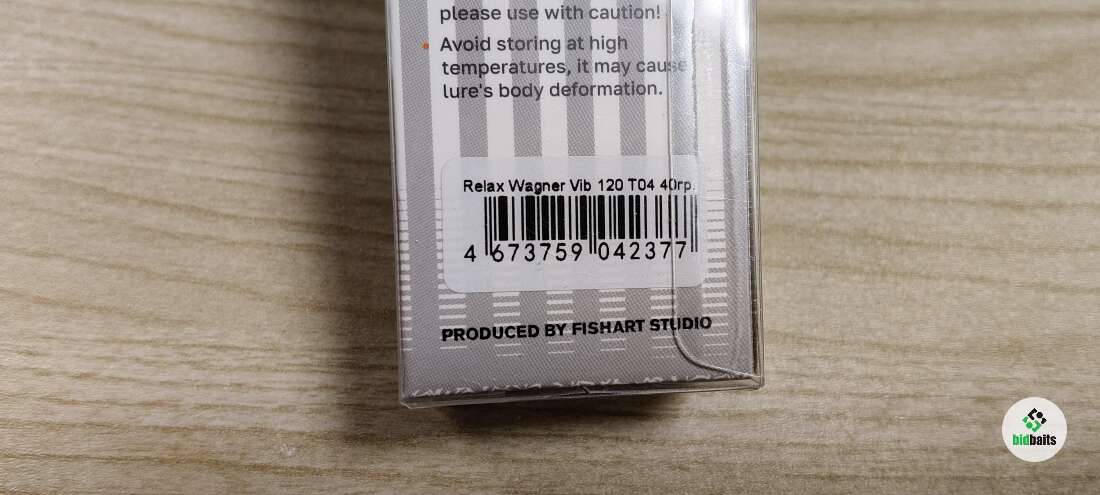 please use with caution!
• Avoid storing at high
temperatures, it may cause
lure's body deformation.
Relax Wagner Vib 120 T04 40гр.
4 673759 042377
PRODUCED BY FISHART STUDIO
bidbaits